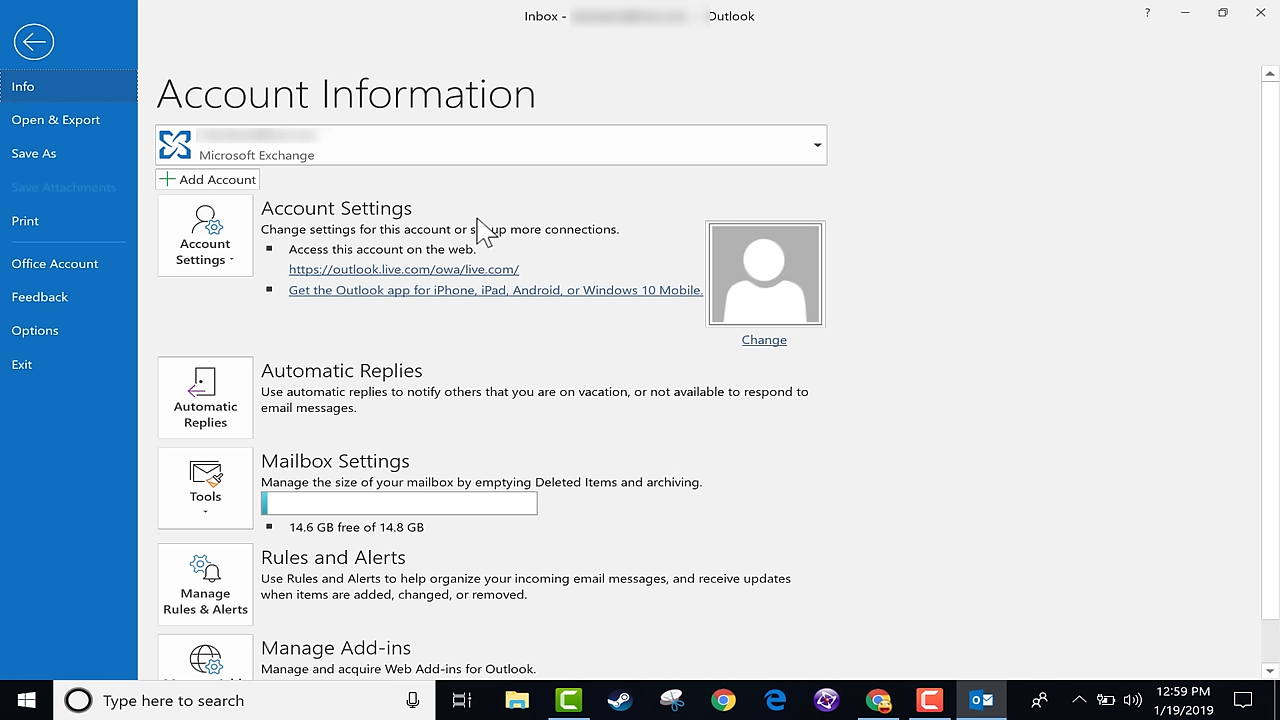 Inbox -
Outlook
?
Info
Open & Export
Save As
Save Attachments
Print
Office Account
Feedback
Options
Exit
Account Information
Microsoft Exchange
Add Account
Account
Settings
Account Settings
Change settings for this account or s up more connections.
Access this account on the web.
https://outlook.live.com/owa/live.com/
Get the Outlook app for iPhone, iPad, Android, or Windows 10 Mobile.
Change
Automatic
Replies
Automatic Replies
Use automatic replies to notify others that you are on vacation, or not available to respond to
email messages.
Tools
Mailbox Settings
Manage the size of your mailbox by emptying Deleted Items and archiving.
14.6 GB free of 14.8 GB
Manage
Rules & Alerts
Rules and Alerts
Use Rules and Alerts to help organize your incoming email messages, and receive updates
when items are added, changed, or removed.
Manage Add-ins
Manage and acquire Web Add-ins for Outlook.
Type here to search
12:59 PM
1/19/2019